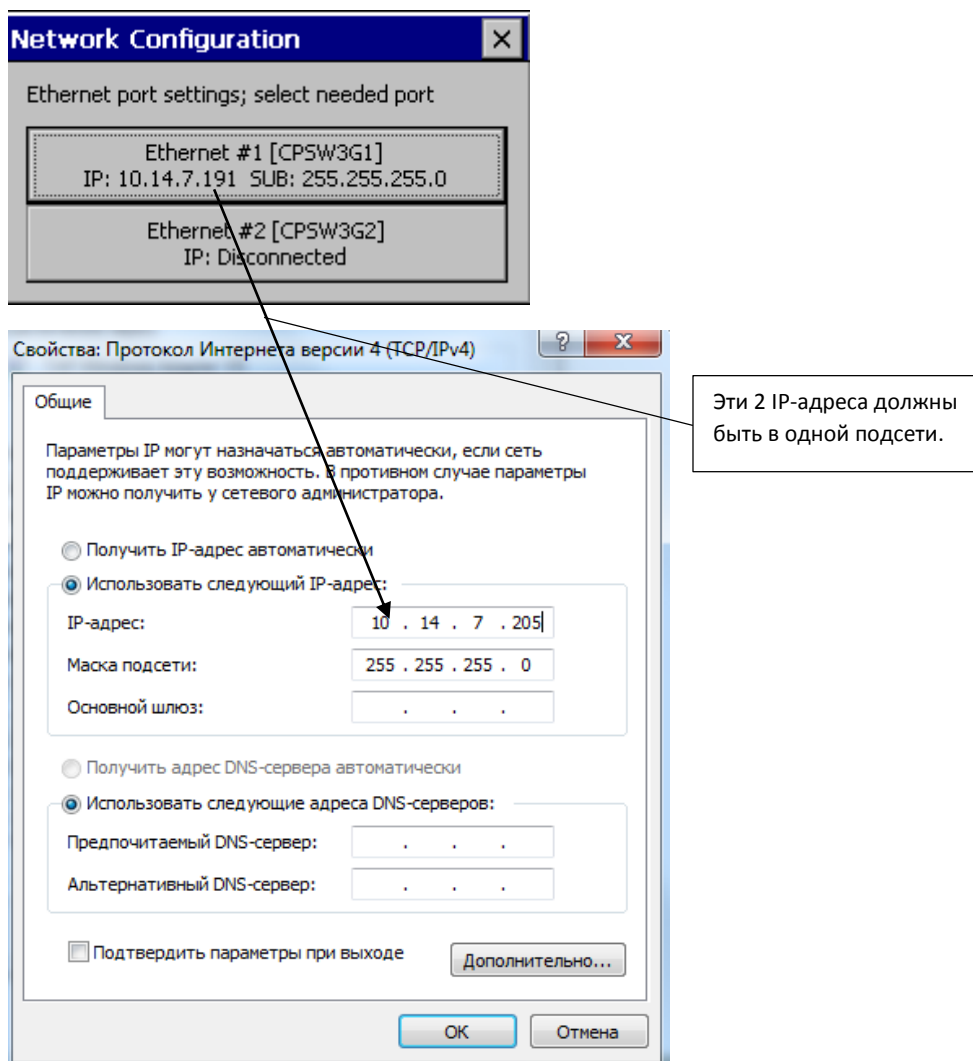 Network Configuration
Ethernet port settings; select needed port
Ethernet #1 [CPSW3G1]
IP: 10.14.7.191 SUB: 255.255.255.0
Ethernet #2 [CPSW3G2]
IP: Disconnected
Свойства: Протокол Интернета версии 4 (TCP/IPv4)
Общие
Параметры IP могут назначаться автоматически, если сеть
поддерживает эту возможность. В противном случае параметры
IP можно получить у сетевого администратора.
Получить IP-адрес автоматически
Использовать следующий IP-адрес:
IP-адрес: 10 . 14 . 7 . 205
Маска подсети: 255 . 255 . 255 . 0
Основной шлюз: . . .
Получить адрес DNS-сервера автоматически
Использовать следующие адреса DNS-серверов:
Предпочитаемый DNS-сервер: . . .
Альтернативный DNS-сервер: . . .
Подтвердить параметры при выходе
Дополнительно...
ОК
Отмена
Эти 2 IP-адреса должны
быть в одной подсети.